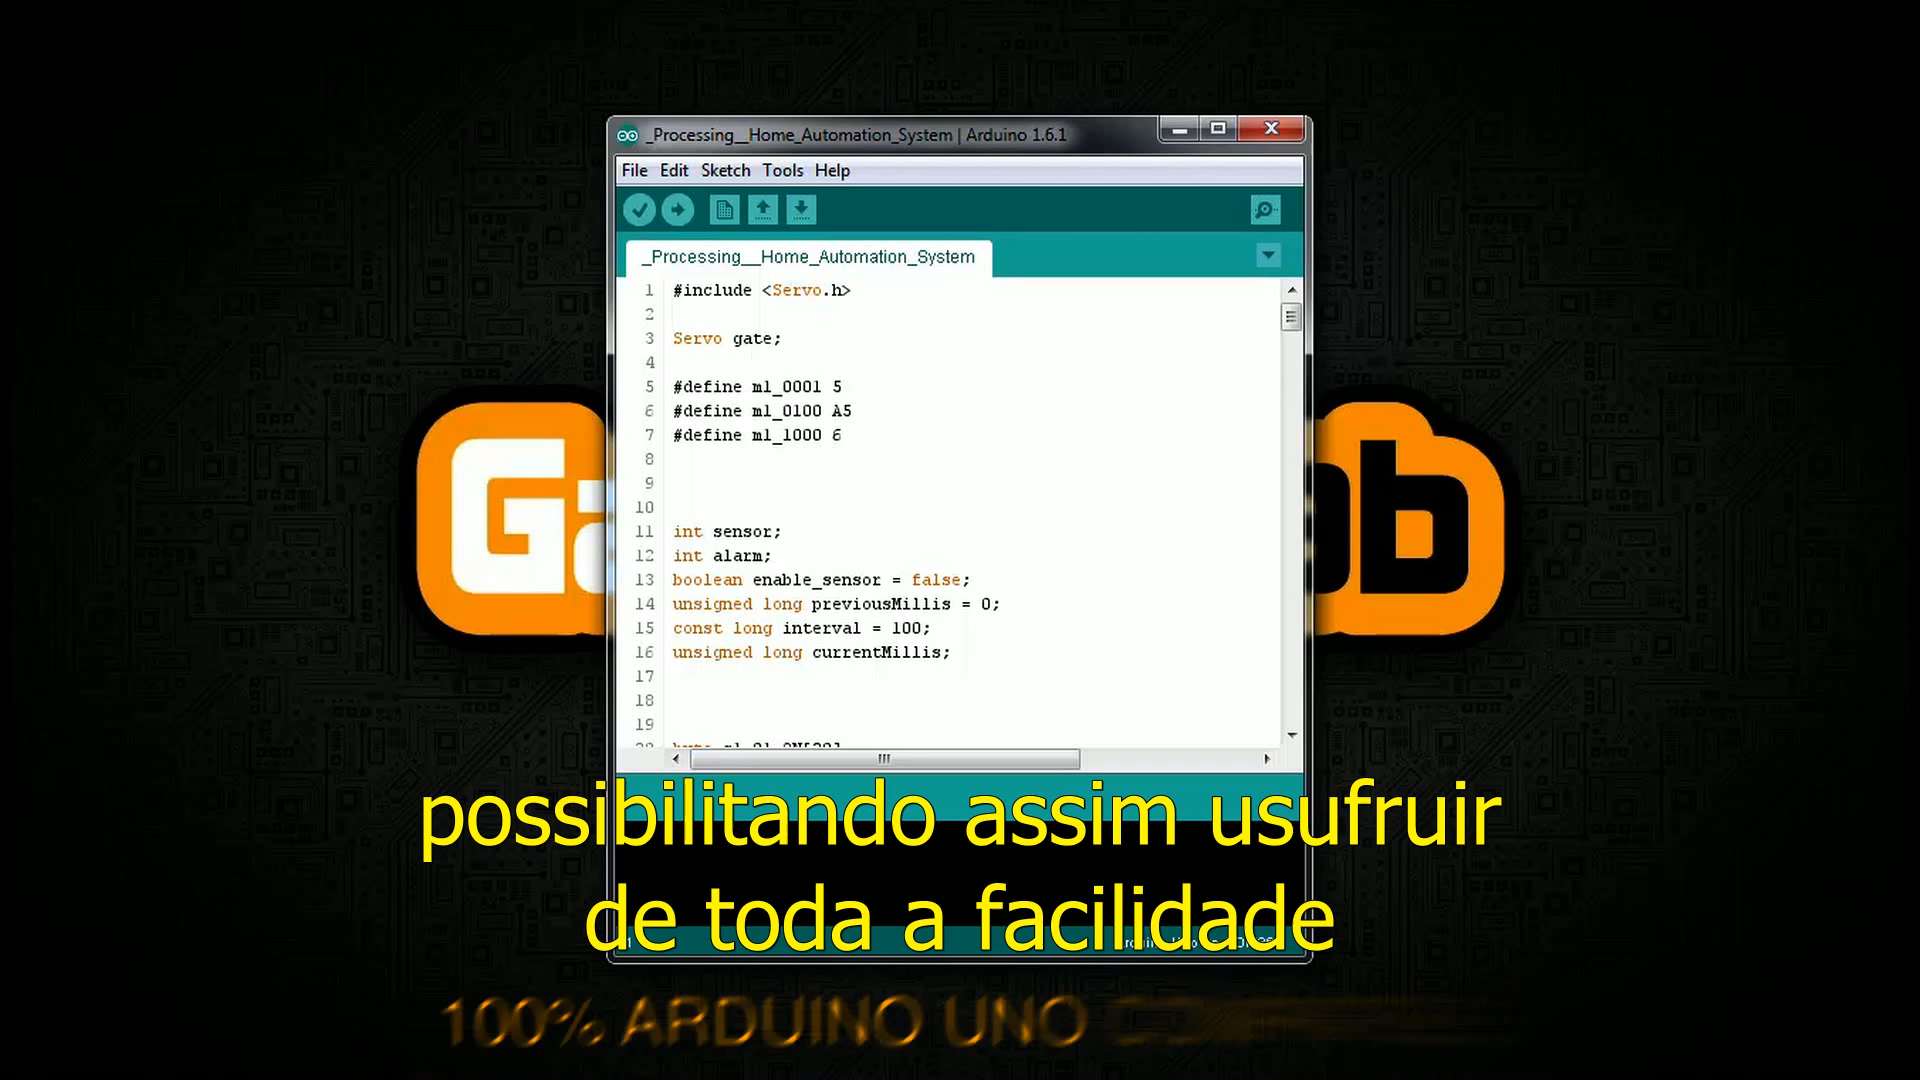 _Processing__Home_Automation_System | Arduino 1.6.1
File Edit Sketch Tools Help
_Processing__Home_Automation_System
1 #include <Servo.h>
2
3 Servo gate;
4
5 #define m1_0001 5
6 #define m1_0100 A5
7 #define m1_1000 6
8
9
10
11 int sensor;
12 int alarm;
13 boolean enable_sensor = false;
14 unsigned long previousMillis = 0;
15 const long interval = 100;
16 unsigned long currentMillis;
17
18
19
possibilitando assim usufruir
de toda a facilidade
100% ARDUINO UNO